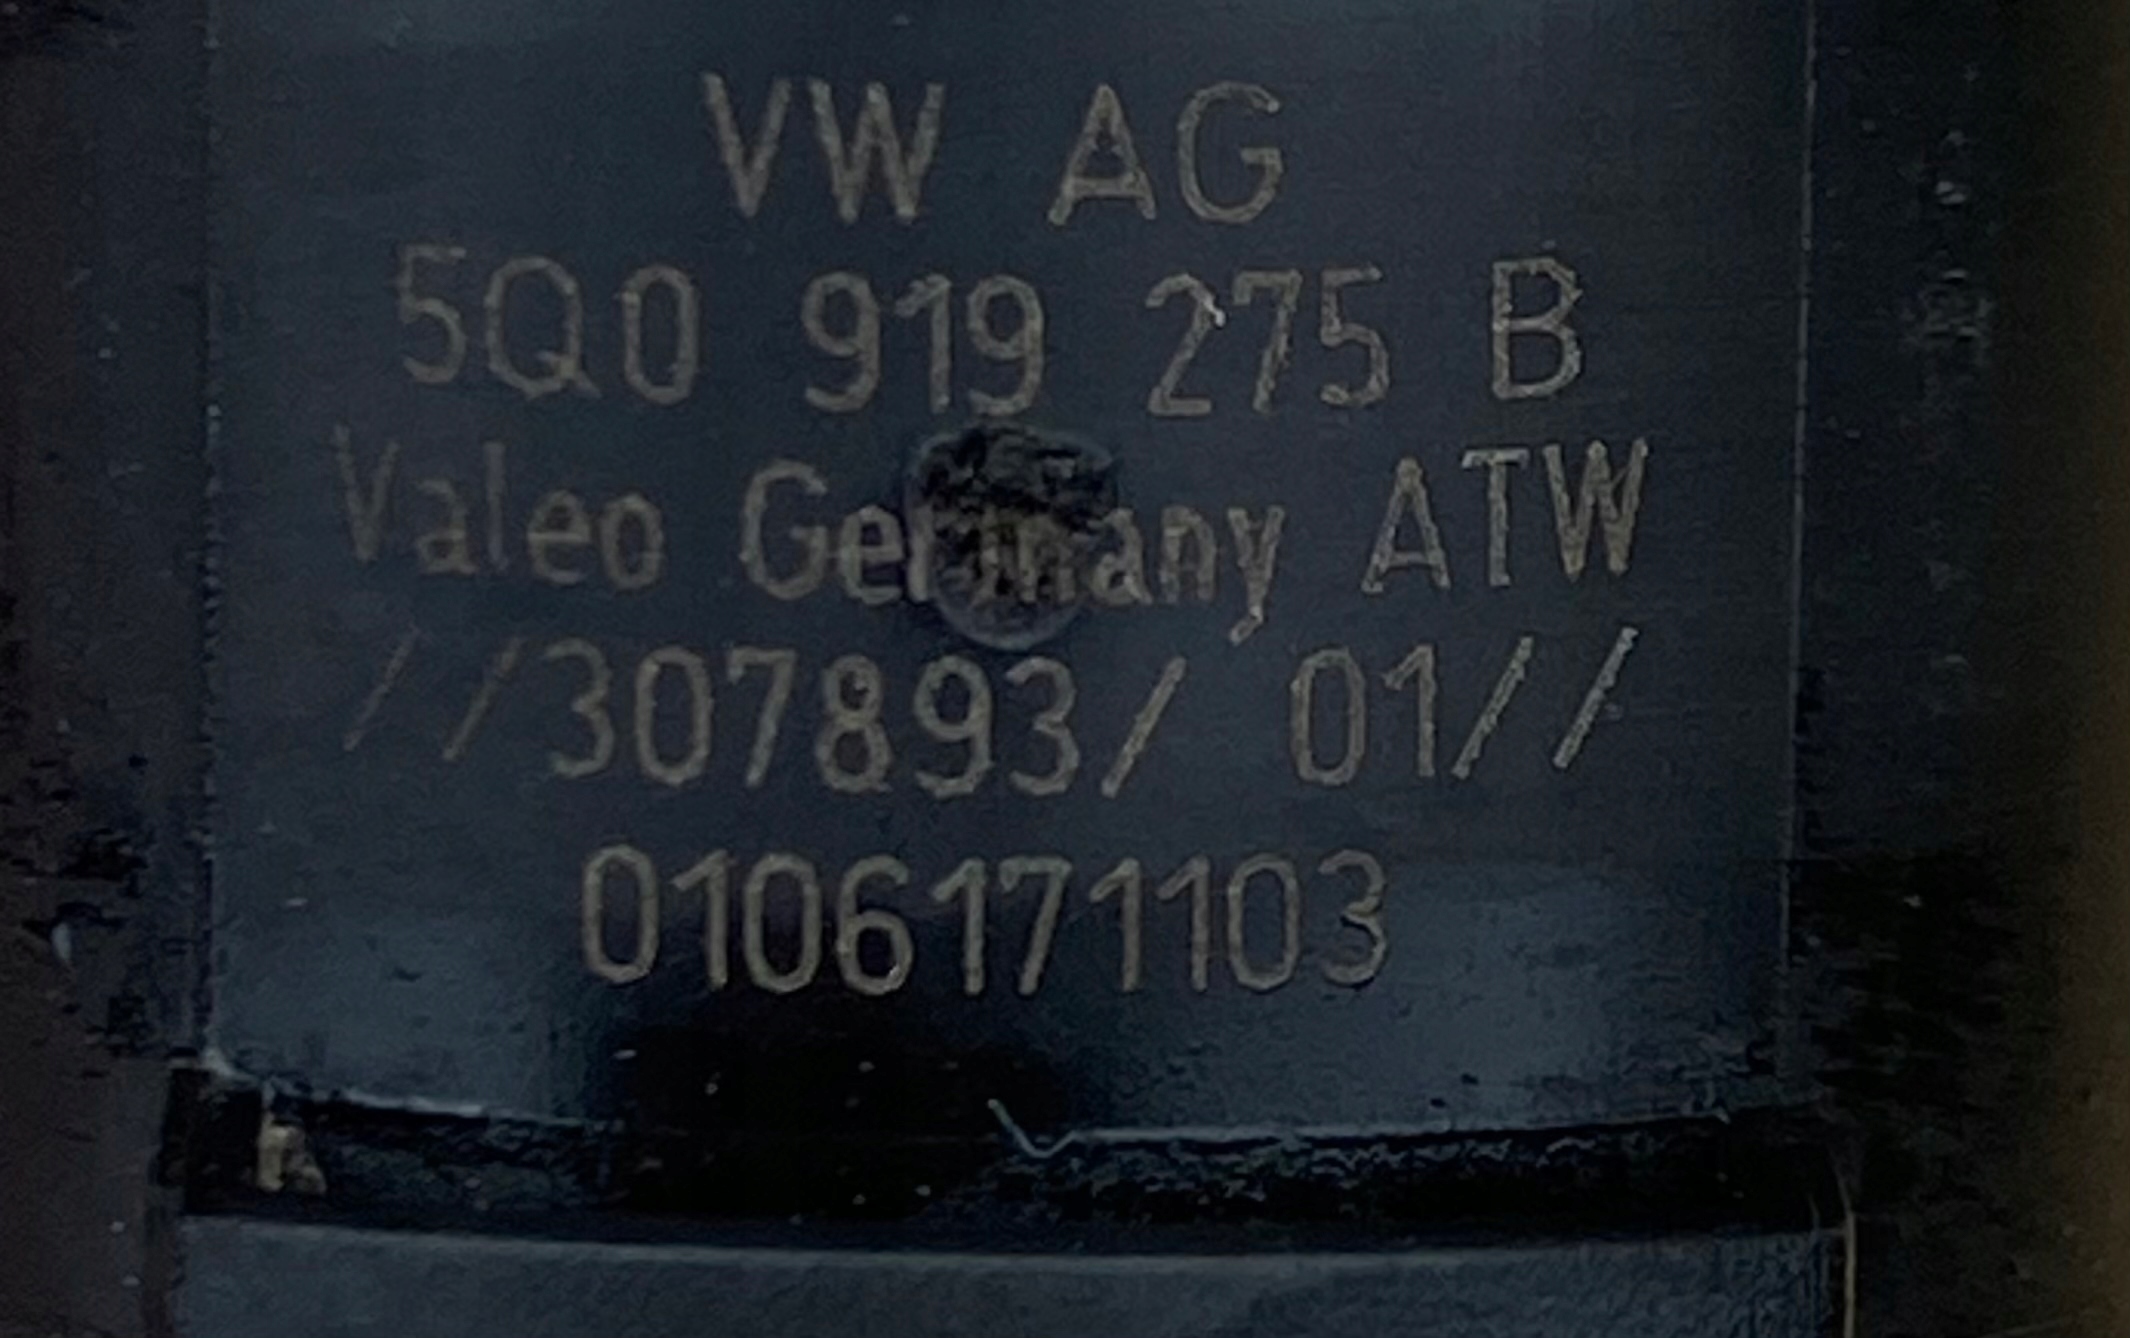 VW AG
5Q0 919 275 B
Valeo Germany ATW
//307893/ 01//
0106171103